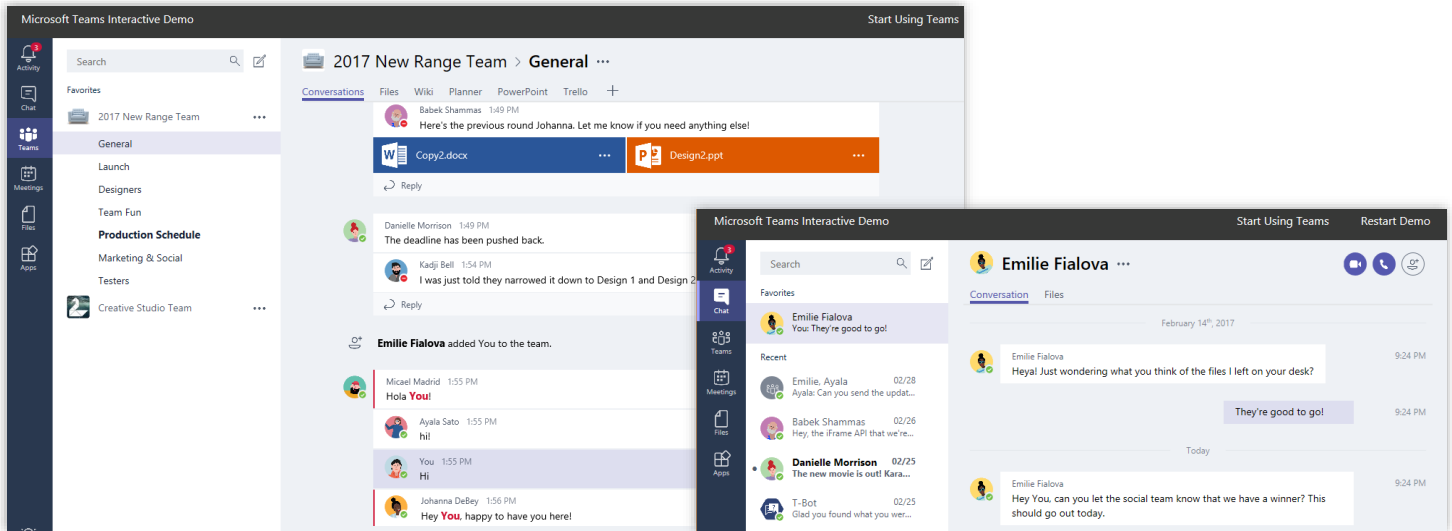 Microsoft Teams Interactive Demo
Start Using Teams
3
Activity
Chat
Teams
Meetings
Files
Apps
Search
Favorites
2017 New Range Team ...
General
Launch
Designers
Team Fun
Production Schedule
Marketing & Social
Testers
Creative Studio Team ...
2017 New Range Team > General ...
Conversations Files Wiki Planner PowerPoint Trello +
Babek Shammas 1:49 PM
Here's the previous round Johanna. Let me know if you need anything else!
W Copy2.docx ...
P Design2.ppt ...
Reply
Danielle Morrison 1:49 PM
The deadline has been pushed back.
Kadji Bell 1:54 PM
I was just told they narrowed it down to Design 1 and Design 2
Reply
Emilie Fialova added You to the team.
Micael Madrid 1:55 PM
Hola You!
Ayala Sato 1:55 PM
hi!
You 1:55 PM
Hi
Johanna DeBey 1:56 PM
Hey You, happy to have you here!
Microsoft Teams Interactive Demo
Start Using Teams
Restart Demo
3
Activity
Chat
Teams
Meetings
Files
Apps
Search
Favorites
Emilie Fialova
You: They're good to go!
Recent
Emilie, Ayala 02/28
Ayala: Can you send the updat...
Babek Shammas 02/26
Hey, the iFrame API that we're...
Danielle Morrison 02/25
The new movie is out! Kara...
T-Bot 02/25
Glad you found what you wer...
Emilie Fialova ...
Conversation Files
February 14th, 2017
Emilie Fialova
Heya! Just wondering what you think of the files I left on your desk?
9:24 PM
They're good to go!
9:24 PM
Today
Emilie Fialova
Hey You, can you let the social team know that we have a winner? This
should go out today.
9:24 PM